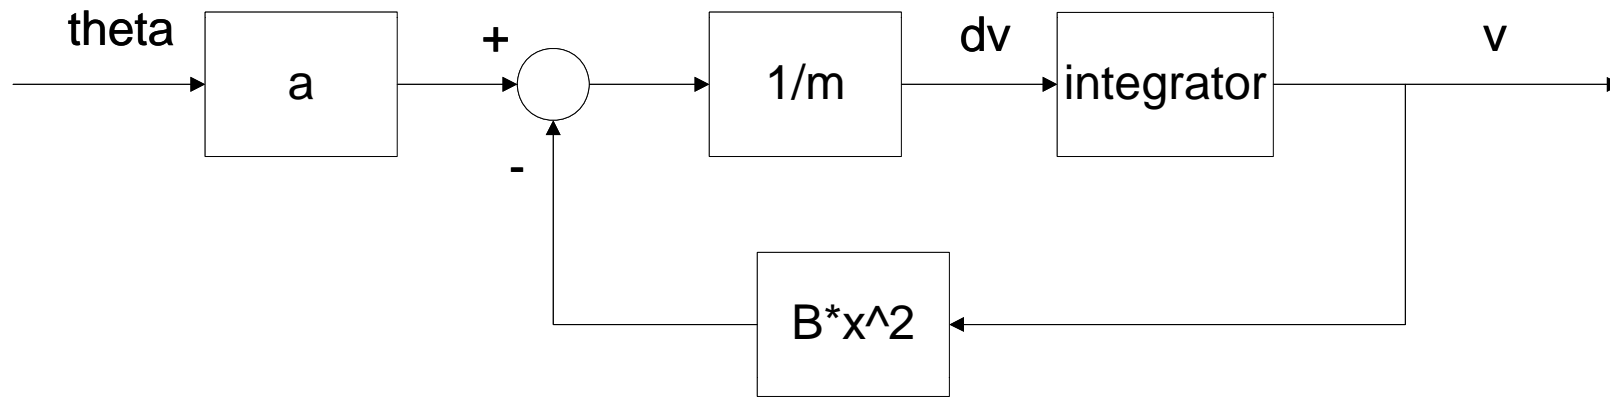 theta
a
+
-
1/m
dv
integrator
v
B*x^2